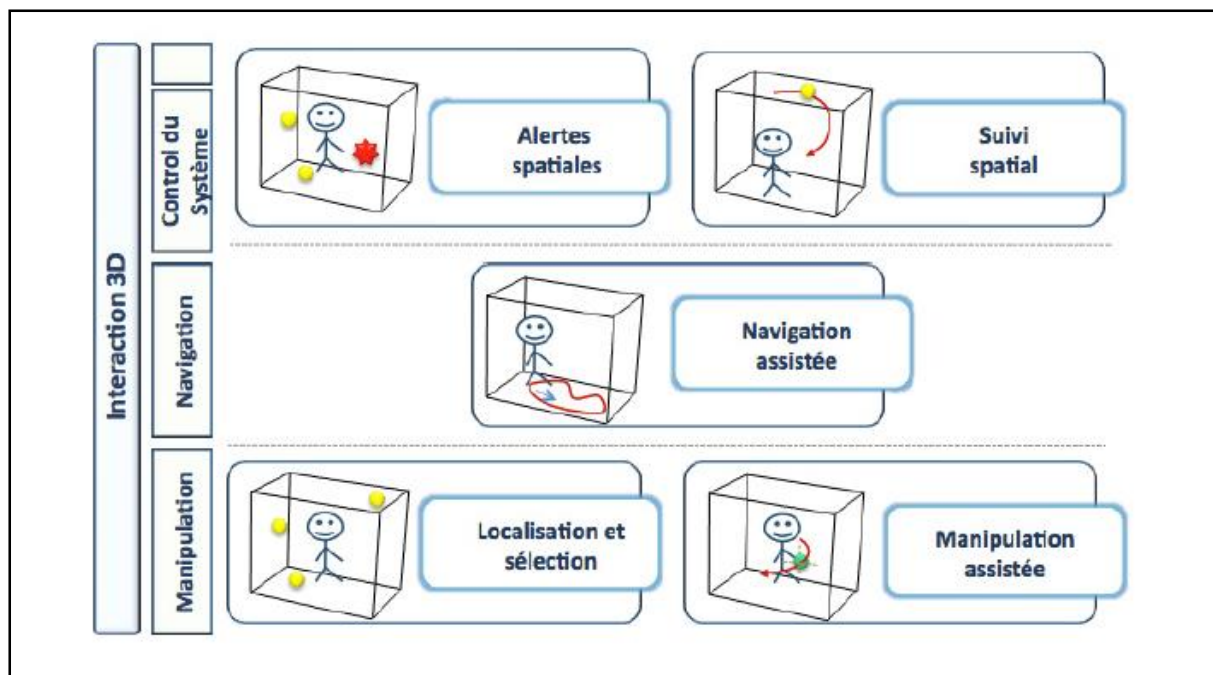 Interaction 3D
Control du
Système
Alertes
spatiales
Suivi
spatial
Navigation
Navigation
assistée
Manipulation
Localisation et
sélection
Manipulation
assistée